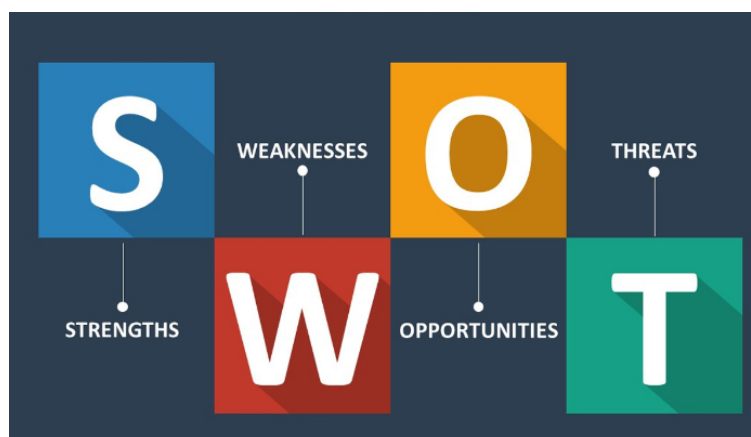 S
STRENGTHS
WEAKNESSES
W
O
OPPORTUNITIES
THREATS
T